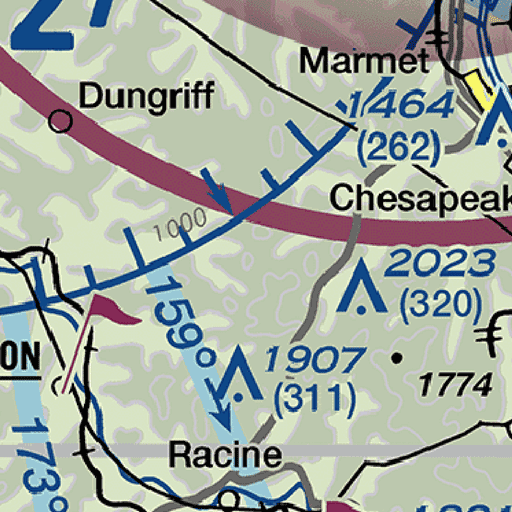 27
Marmet
Dungriff
1464
(262)
Chesapeak
1000
2023
(320)
159°
ON
1907
(311)
1774
173°
Racine